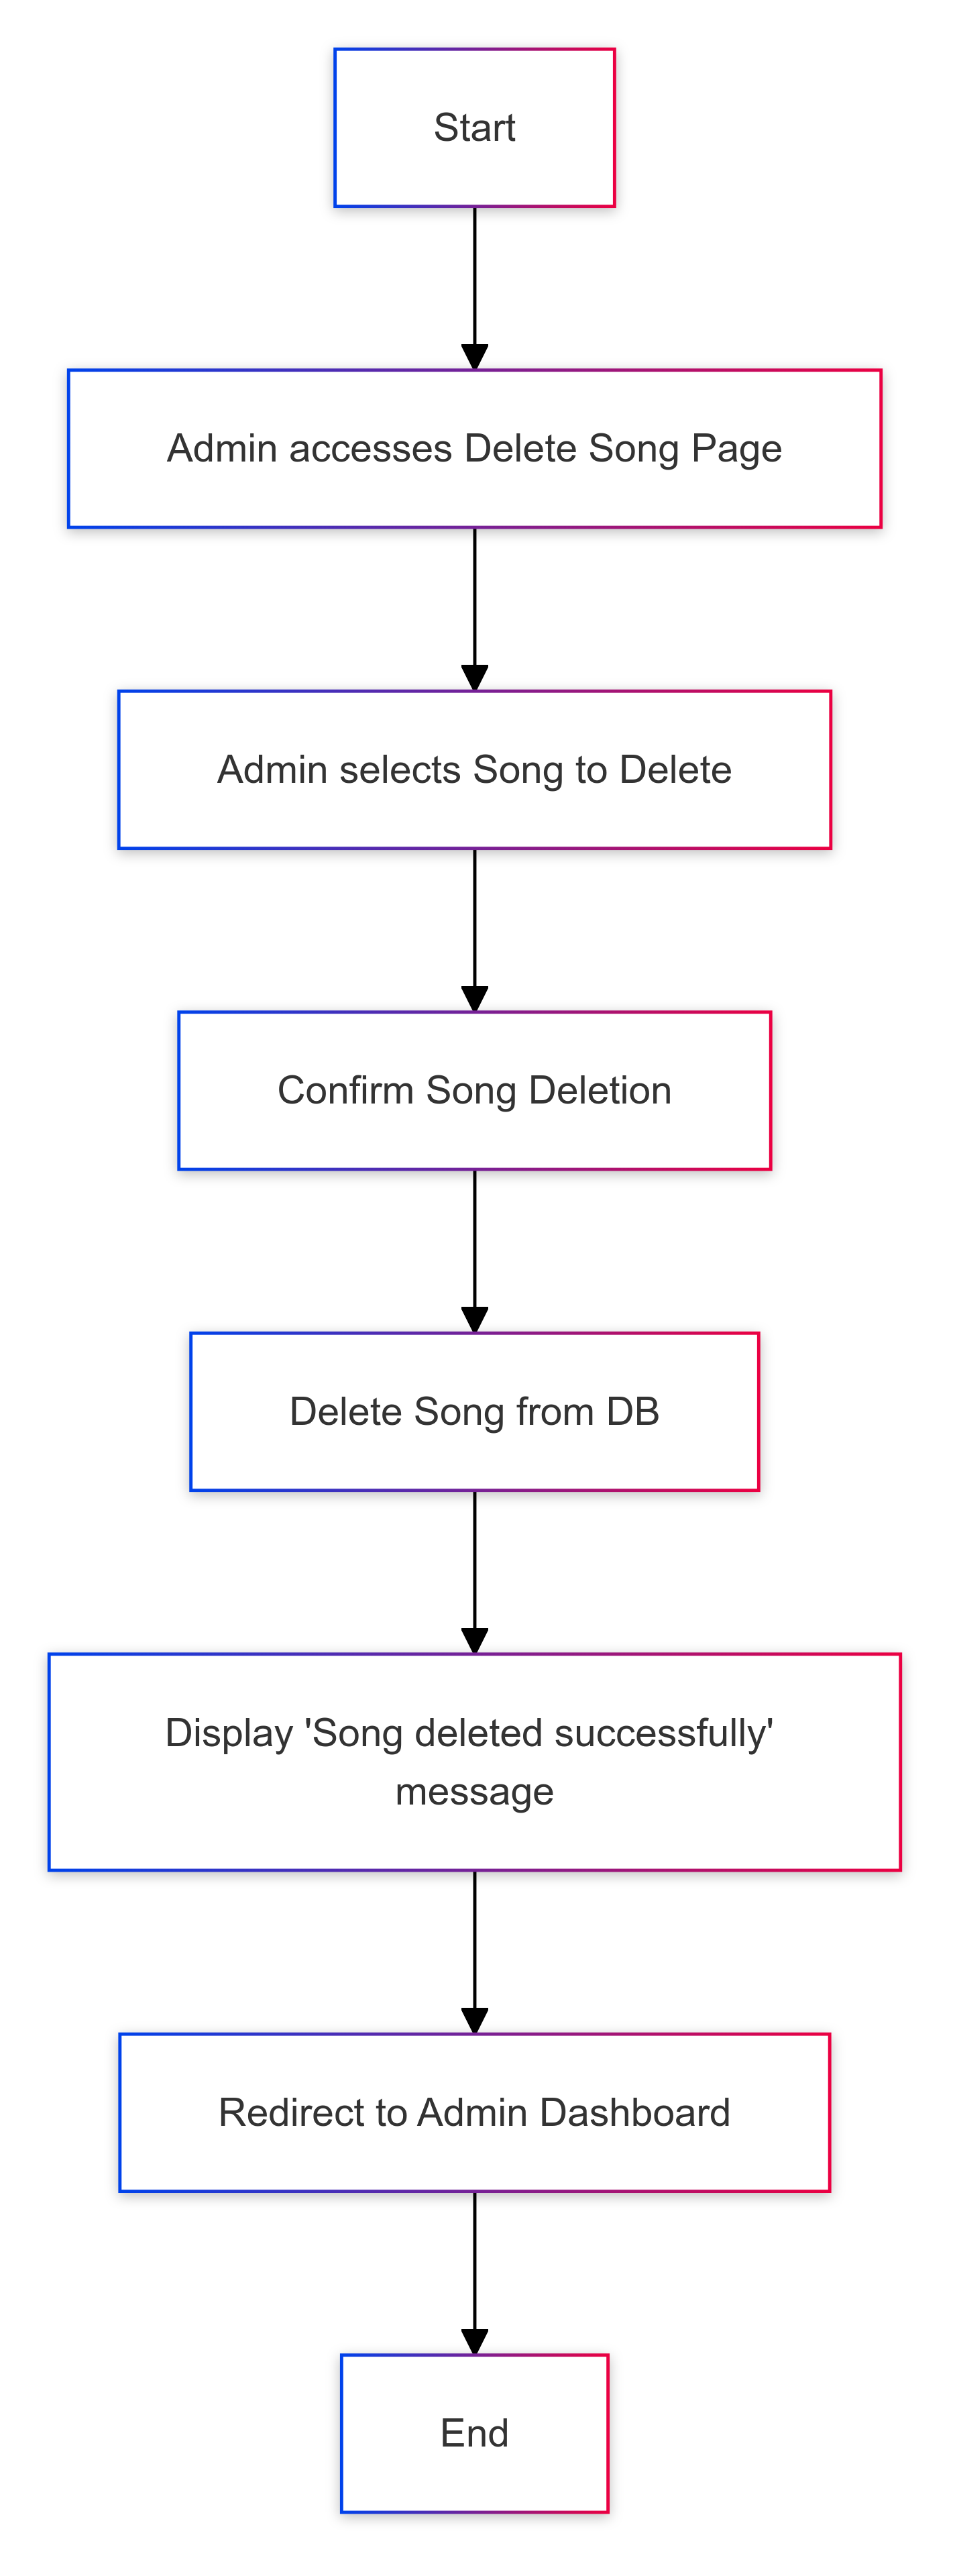 Start
Admin accesses Delete Song Page
Admin selects Song to Delete
Confirm Song Deletion
Delete Song from DB
Display 'Song deleted successfully'
message
Redirect to Admin Dashboard
End